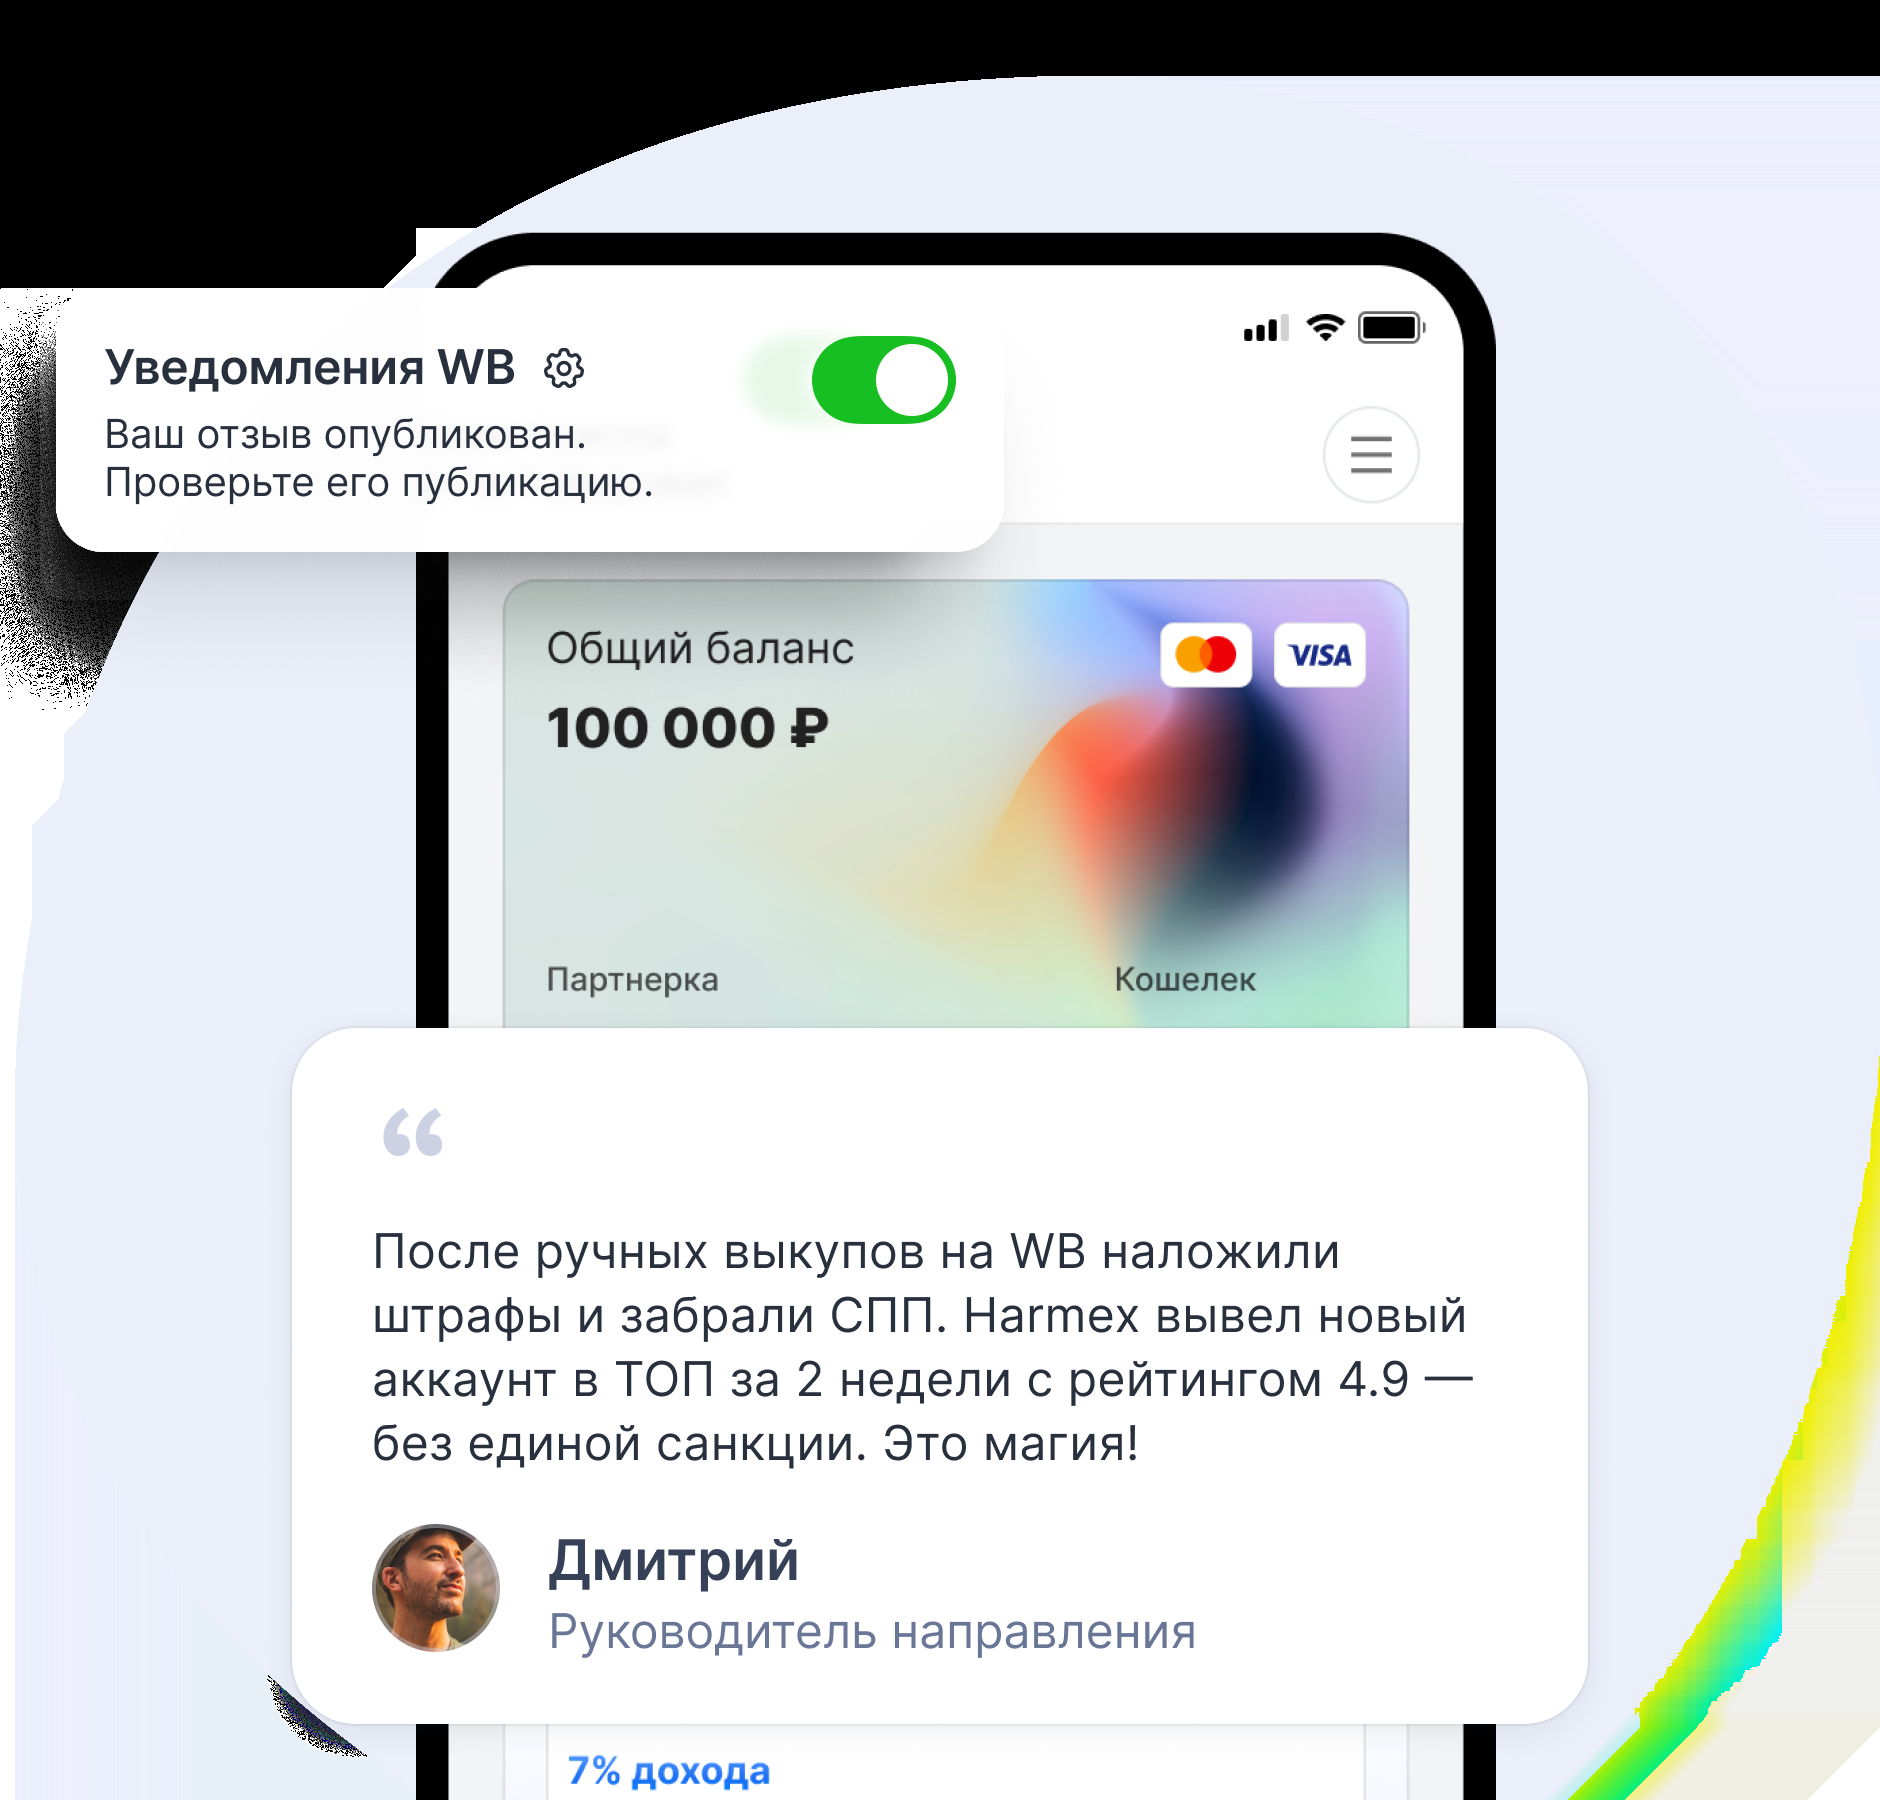 Уведомления WB
Ваш отзыв опубликован.
Проверьте его публикацию.
Общий баланс
VISA
100 000 ₽
Партнерка
Кошелек
“
После ручных выкупов на WB наложили
штрафы и забрали СПП. Harmex вывел новый
аккаунт в ТОП за 2 недели с рейтингом 4.9 —
без единой санкции. Это магия!
Дмитрий
Руководитель направления
7% дохода